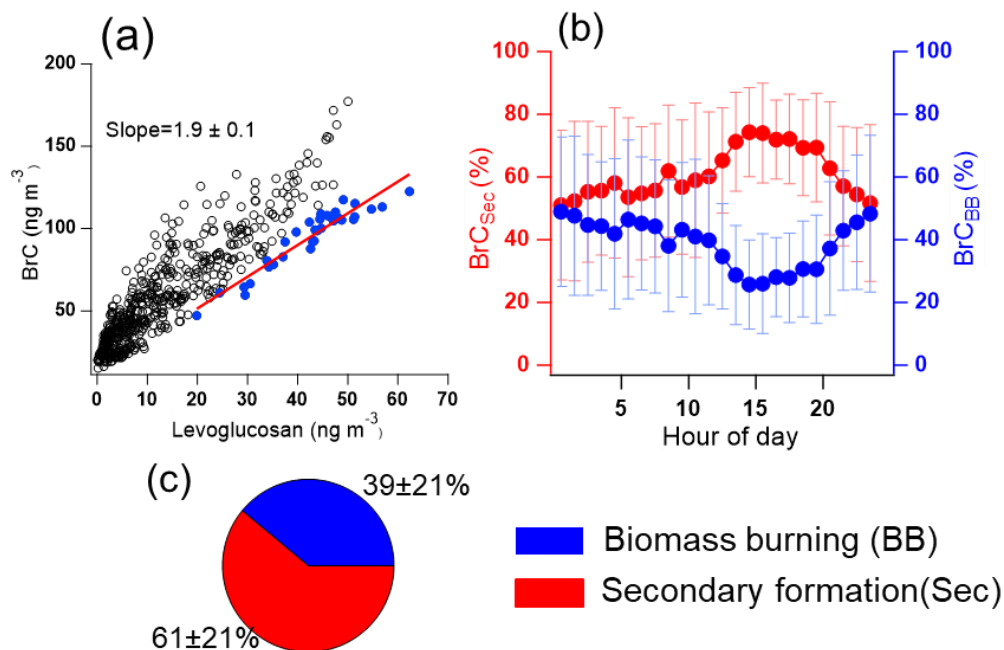 (a)
200
150
100
50
BrC (ng m⁻³)
Slope=1.9 ± 0.1
0 10 20 30 40 50 60 70
Levoglucosan (ng m⁻³)
(b)
100
80
60
40
20
0
BrC_Sec (%)
100
80
60
40
20
0
BrC_BB (%)
5 10 15 20
Hour of day
(c)
39±21%
61±21%
Biomass burning (BB)
Secondary formation(Sec)